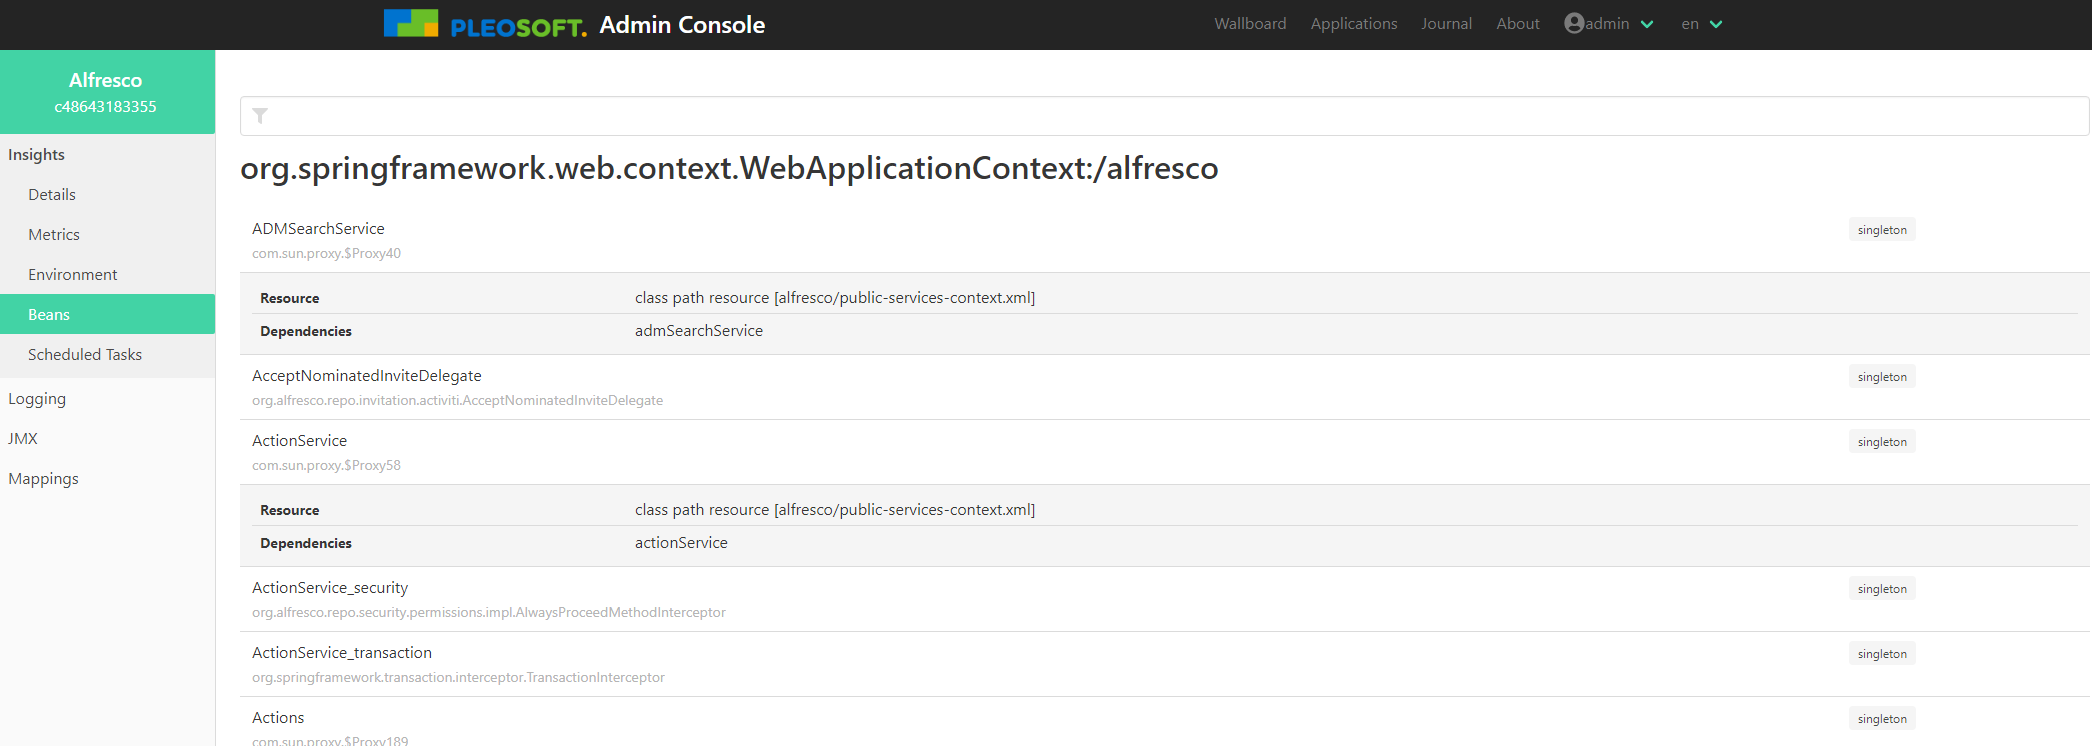 PLEOSOFT. Admin Console
Wallboard Applications Journal About admin en
Alfresco
c48643183355
Insights
Details
Metrics
Environment
Beans
Scheduled Tasks
Logging
JMX
Mappings
org.springframework.web.context.WebApplicationContext:/alfresco
ADMSearchService singleton
com.sun.proxy.$Proxy40
Resource class path resource [alfresco/public-services-context.xml]
Dependencies admSearchService
AcceptNominatedInviteDelegate singleton
org.alfresco.repo.invitation.activiti.AcceptNominatedInviteDelegate
ActionService singleton
com.sun.proxy.$Proxy58
Resource class path resource [alfresco/public-services-context.xml]
Dependencies actionService
ActionService_security singleton
org.alfresco.repo.security.permissions.impl.AlwaysProceedMethodInterceptor
ActionService_transaction singleton
org.springframework.transaction.interceptor.TransactionInterceptor
Actions singleton
com.sun.proxy.$Proxy189